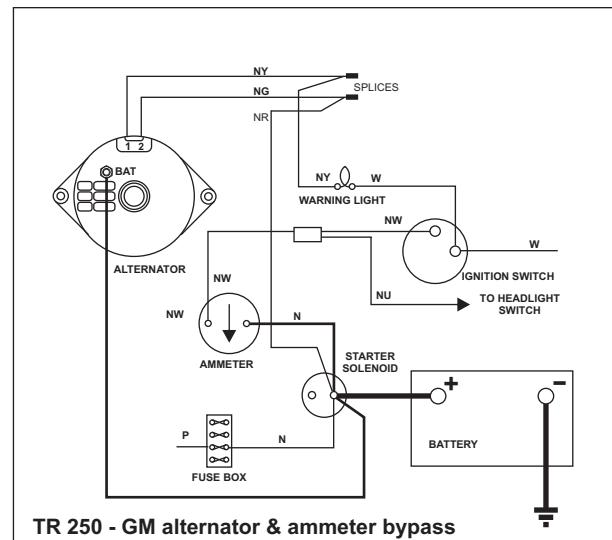 NY
SPLICES
NG
NR
1 2
BAT
NY
W
WARNING LIGHT
NW
W
ALTERNATOR
IGNITION SWITCH
NW
NU
TO HEADLIGHT
SWITCH
NW
N
AMMETER
STARTER
SOLENOID
+
-
P
N
BATTERY
FUSE BOX
TR 250 - GM alternator & ammeter bypass